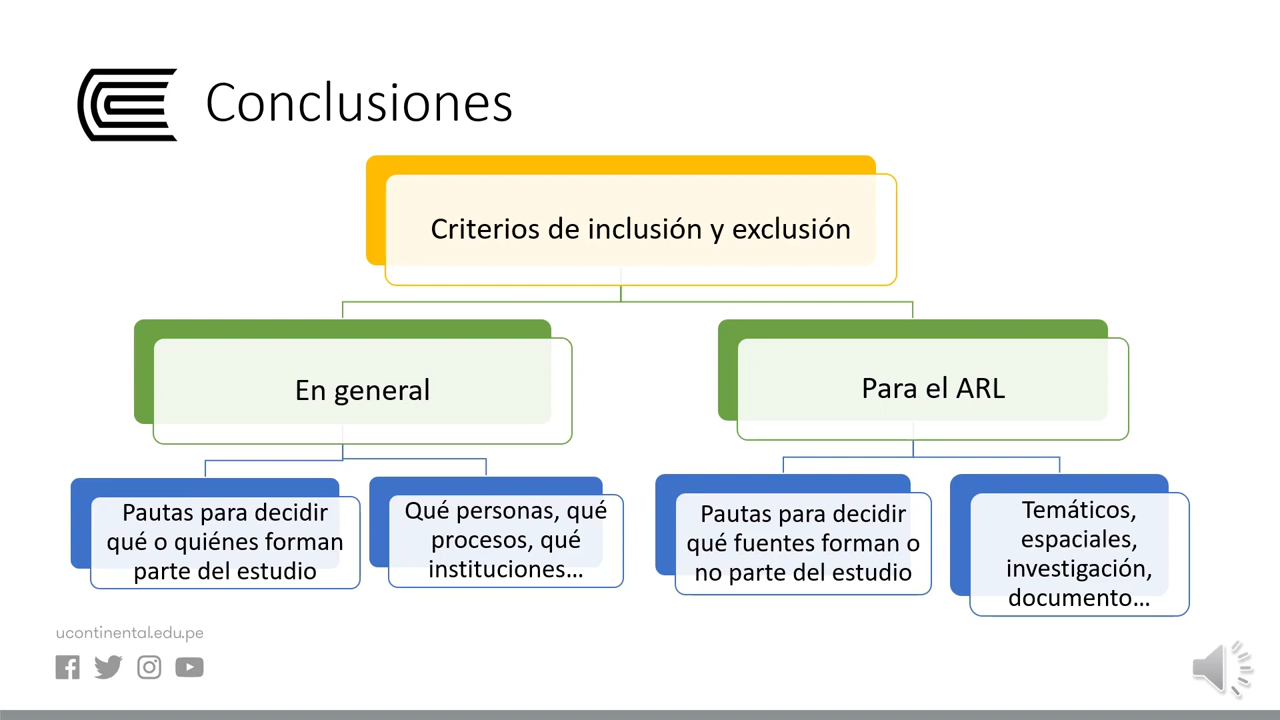 Conclusiones
Criterios de inclusión y exclusión
En general
Para el ARL
Pautas para decidir
qué o quiénes forman
parte del estudio
Qué personas, qué
procesos, qué
instituciones...
Pautas para decidir
qué fuentes forman o
no parte del estudio
Temáticos,
espaciales,
investigación,
documento...
ucontinental.edu.pe